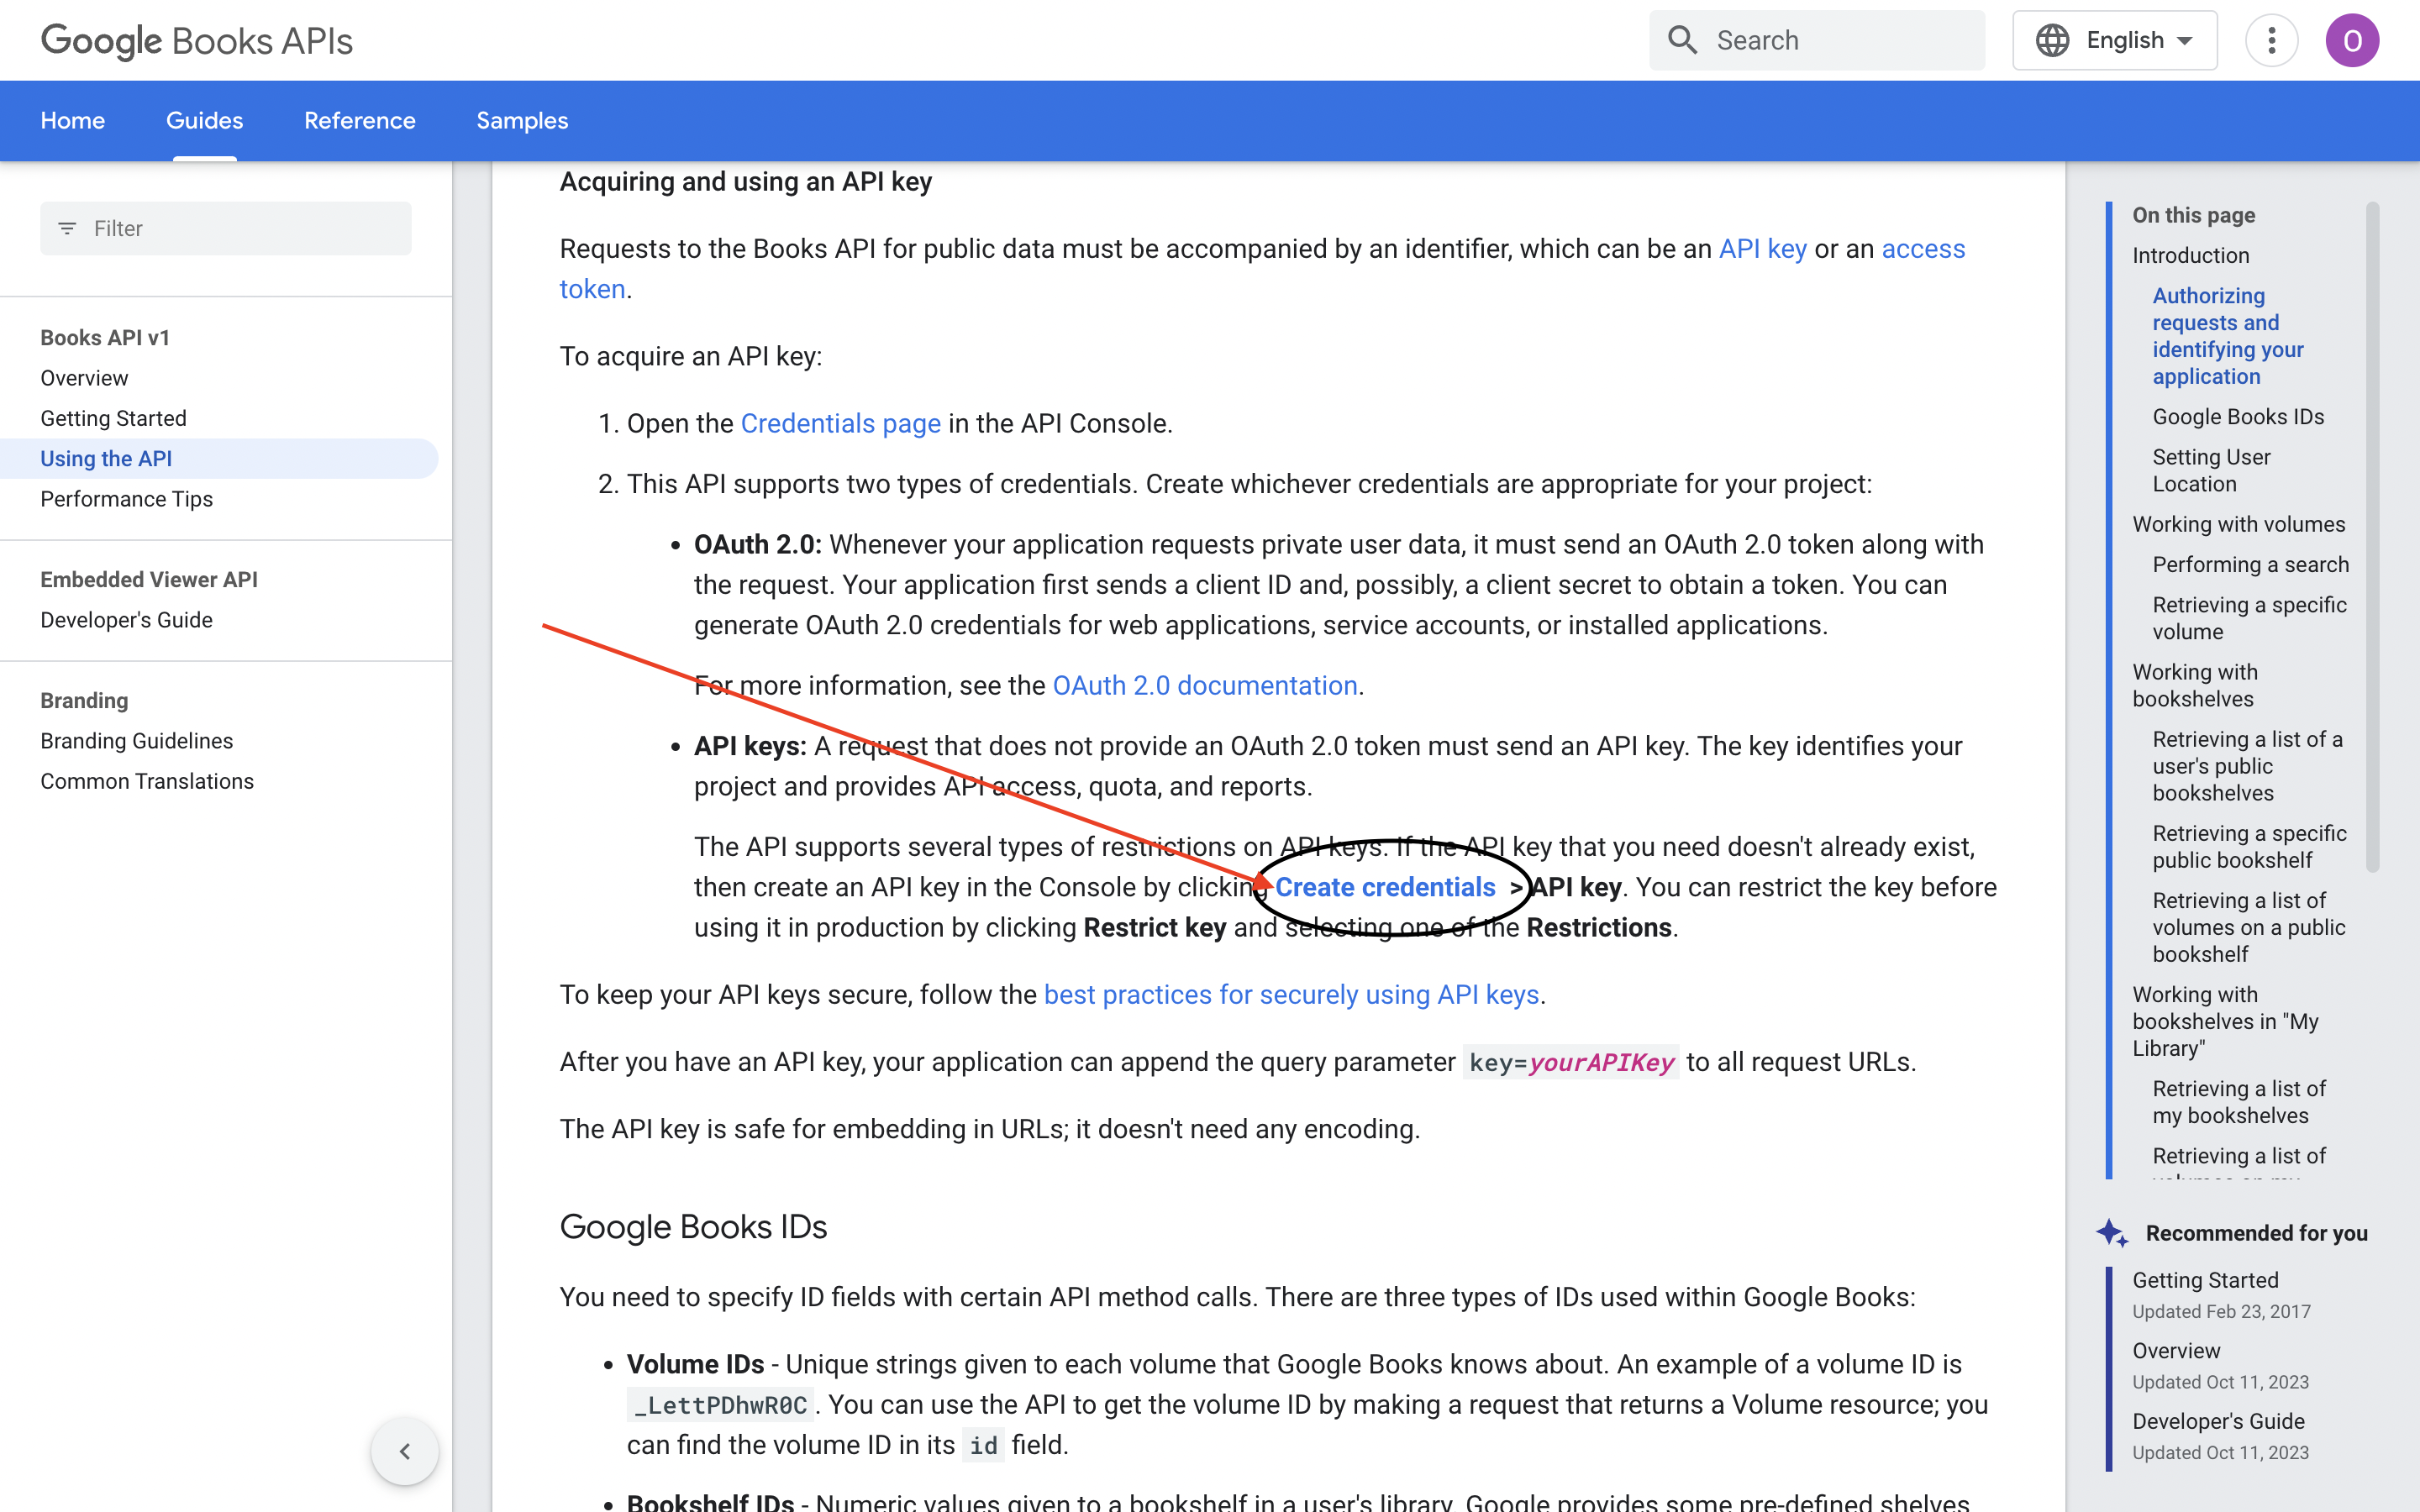 Google Books APIs
Search
English
O
Home
Guides
Reference
Samples
Filter
Books API v1
Overview
Getting Started
Using the API
Performance Tips
Embedded Viewer API
Developer's Guide
Branding
Branding Guidelines
Common Translations
Acquiring and using an API key
Requests to the Books API for public data must be accompanied by an identifier, which can be an API key or an access
token.
To acquire an API key:
1. Open the Credentials page in the API Console.
2. This API supports two types of credentials. Create whichever credentials are appropriate for your project:
• OAuth 2.0: Whenever your application requests private user data, it must send an OAuth 2.0 token along with
the request. Your application first sends a client ID and, possibly, a client secret to obtain a token. You can
generate OAuth 2.0 credentials for web applications, service accounts, or installed applications.
For more information, see the OAuth 2.0 documentation.
• API keys: A request that does not provide an OAuth 2.0 token must send an API key. The key identifies your
project and provides API access, quota, and reports.
The API supports several types of restrictions on API keys. If the API key that you need doesn't already exist,
then create an API key in the Console by clicking Create credentials > API key. You can restrict the key before
using it in production by clicking Restrict key and selecting one of the Restrictions.
To keep your API keys secure, follow the best practices for securely using API keys.
After you have an API key, your application can append the query parameter key=yourAPIKey to all request URLs.
The API key is safe for embedding in URLs; it doesn't need any encoding.
Google Books IDs
You need to specify ID fields with certain API method calls. There are three types of IDs used within Google Books:
• Volume IDs - Unique strings given to each volume that Google Books knows about. An example of a volume ID is
_LettPDhwR0C . You can use the API to get the volume ID by making a request that returns a Volume resource; you
can find the volume ID in its id field.
• Bookshelf IDs - Numeric values given to a bookshelf in a user's library. Google provides some pre-defined shelves
On this page
Introduction
Authorizing
requests and
identifying your
application
Google Books IDs
Setting User
Location
Working with volumes
Performing a search
Retrieving a specific
volume
Working with
bookshelves
Retrieving a list of a
user's public
bookshelves
Retrieving a specific
public bookshelf
Retrieving a list of
volumes on a public
bookshelf
Working with
bookshelves in "My
Library"
Retrieving a list of
my bookshelves
Retrieving a list of
Recommended for you
Getting Started
Updated Feb 23, 2017
Overview
Updated Oct 11, 2023
Developer's Guide
Updated Oct 11, 2023